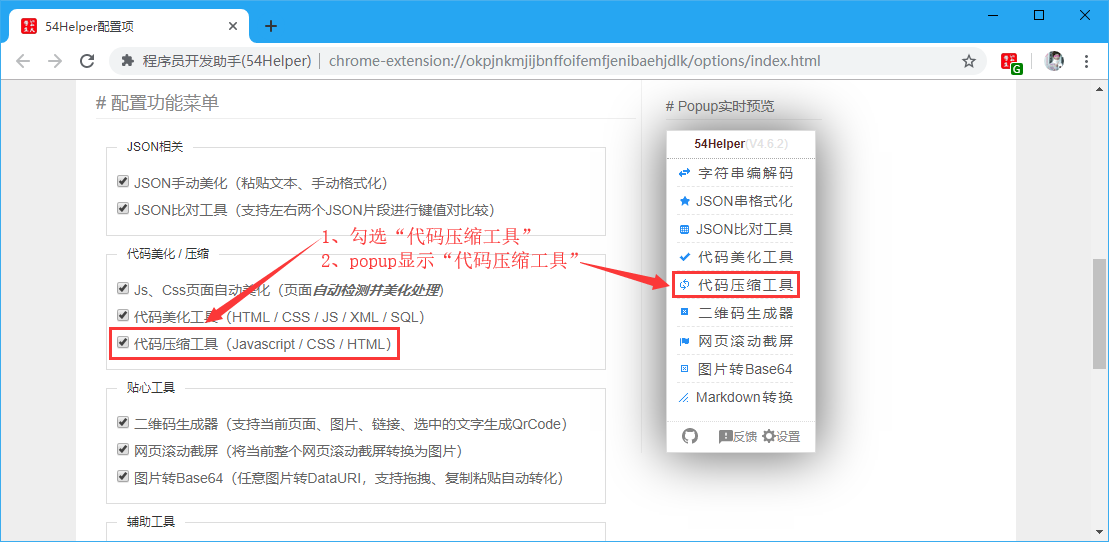 54Helper配置项
程序员开发助手(54Helper)
chrome-extension://okpjnkmjijbnffoifemfjenibaehjdlk/options/index.html
G
# 配置功能菜单
JSON相关
JSON手动美化（粘贴文本、手动格式化）
JSON比对工具（支持左右两个JSON片段进行键值对比较）
1、勾选“代码压缩工具”
2、popup显示“代码压缩工具”
代码美化 / 压缩
Js、Css页面自动美化（页面自动检测并美化处理）
代码美化工具（HTML / CSS / JS / XML / SQL）
代码压缩工具（Javascript / CSS / HTML）
贴心工具
二维码生成器（支持当前页面、图片、链接、选中的文字生成QrCode）
网页滚动截屏（将当前整个网页滚动截屏转换为图片）
图片转Base64（任意图片转DataURI，支持拖拽、复制粘贴自动转化）
辅助工具
# Popup实时预览
54Helper(V4.6.2)
字符串编解码
JSON串格式化
JSON比对工具
代码美化工具
代码压缩工具
二维码生成器
网页滚动截屏
图片转Base64
Markdown转换
反馈 设置